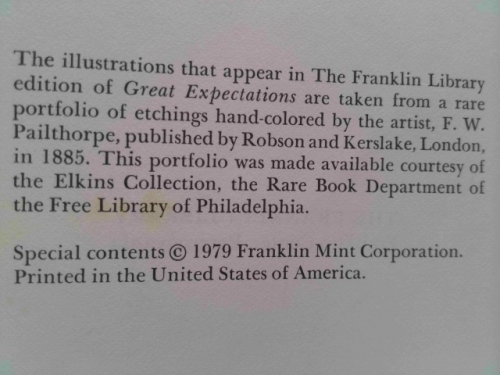 The illustrations that appear in The Franklin Library
edition of Great Expectations are taken from a rare
portfolio of etchings hand-colored by the artist, F. W.
Pailthorpe, published by Robson and Kerslake, London,
in 1885. This portfolio was made available courtesy of
the Elkins Collection, the Rare Book Department of
the Free Library of Philadelphia.
Special contents © 1979 Franklin Mint Corporation.
Printed in the United States of America.